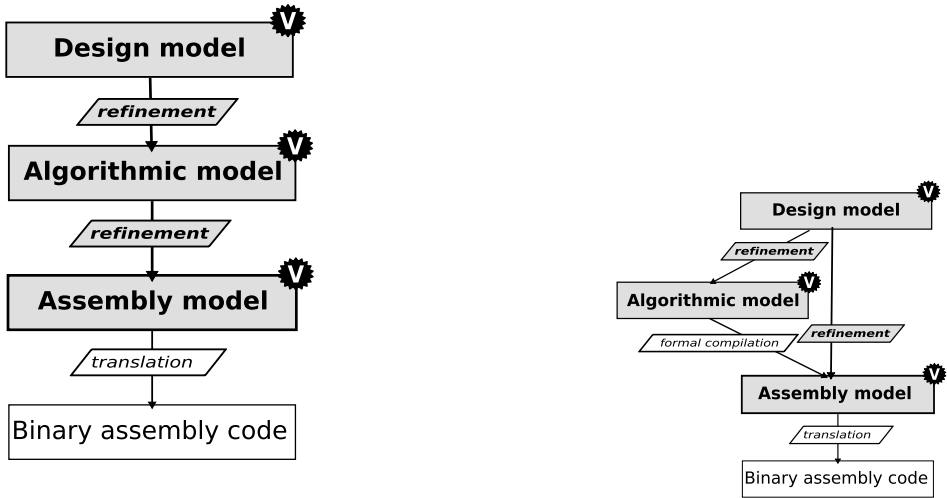 V
Design model
refinement
V
Algorithmic model
refinement
V
Assembly model
translation
Binary assembly code
V
Design model
refinement
V
Algorithmic model
refinement
formal compilation
V
Assembly model
translation
Binary assembly code